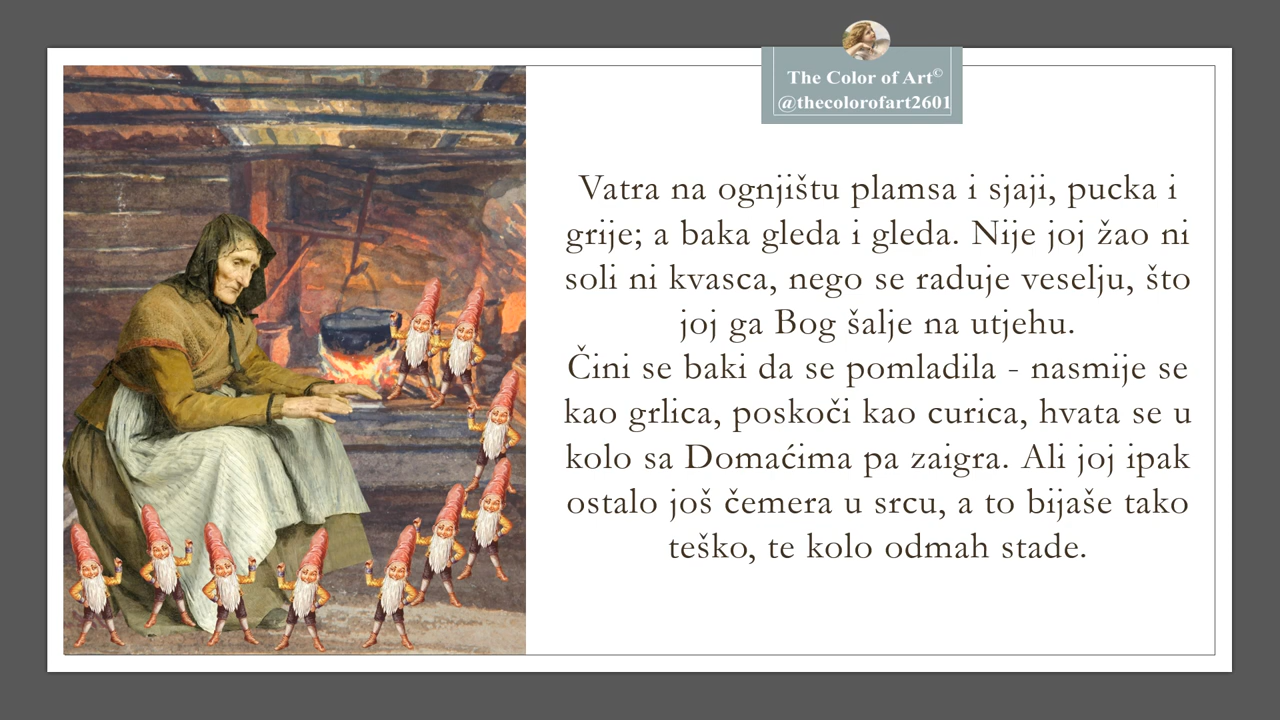 The Color of Art©
@thecolorofart2601
Vatra na ognjištu plamsa i sjaji, pucka i
grije; a baka gleda i gleda. Nije joj žao ni
soli ni kvasca, nego se raduje veselju, što
joj ga Bog šalje na utjehu.
Čini se baki da se pomladila - nasmije se
kao grlica, poskoči kao curica, hvata se u
kolo sa Domaćima pa zaigra. Ali joj ipak
ostalo još čemera u srcu, a to bijaše tako
teško, te kolo odmah stade.